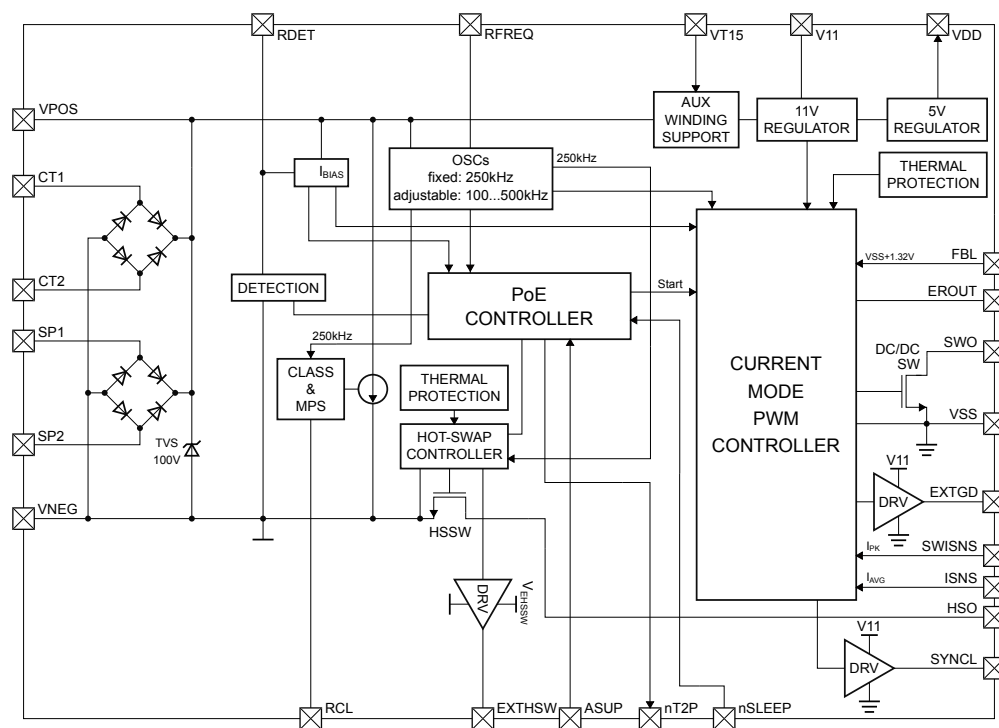 RDET
RFREQ
VT15
V11
VDD
VPOS
AUX
WINDING
SUPPORT
11V
REGULATOR
5V
REGULATOR
OSCs
fixed: 250kHz
adjustable: 100...500kHz
250kHz
IBIAS
THERMAL
PROTECTION
CT1
CT2
SP1
SP2
TVS
100V
VNEG
DETECTION
250kHz
CLASS
&
MPS
PoE
CONTROLLER
Start
THERMAL
PROTECTION
HOT-SWAP
CONTROLLER
HSSW
DRV
VEHSSW
CURRENT
MODE
PWM
CONTROLLER
VSS+1.32V
FBL
EROUT
DC/DC
SW
SWO
VSS
V11
DRV
EXTGD
IPK
SWISNS
IAVG
ISNS
HSO
V11
DRV
SYNCL
RCL
EXTHSW
ASUP
nT2P
nSLEEP